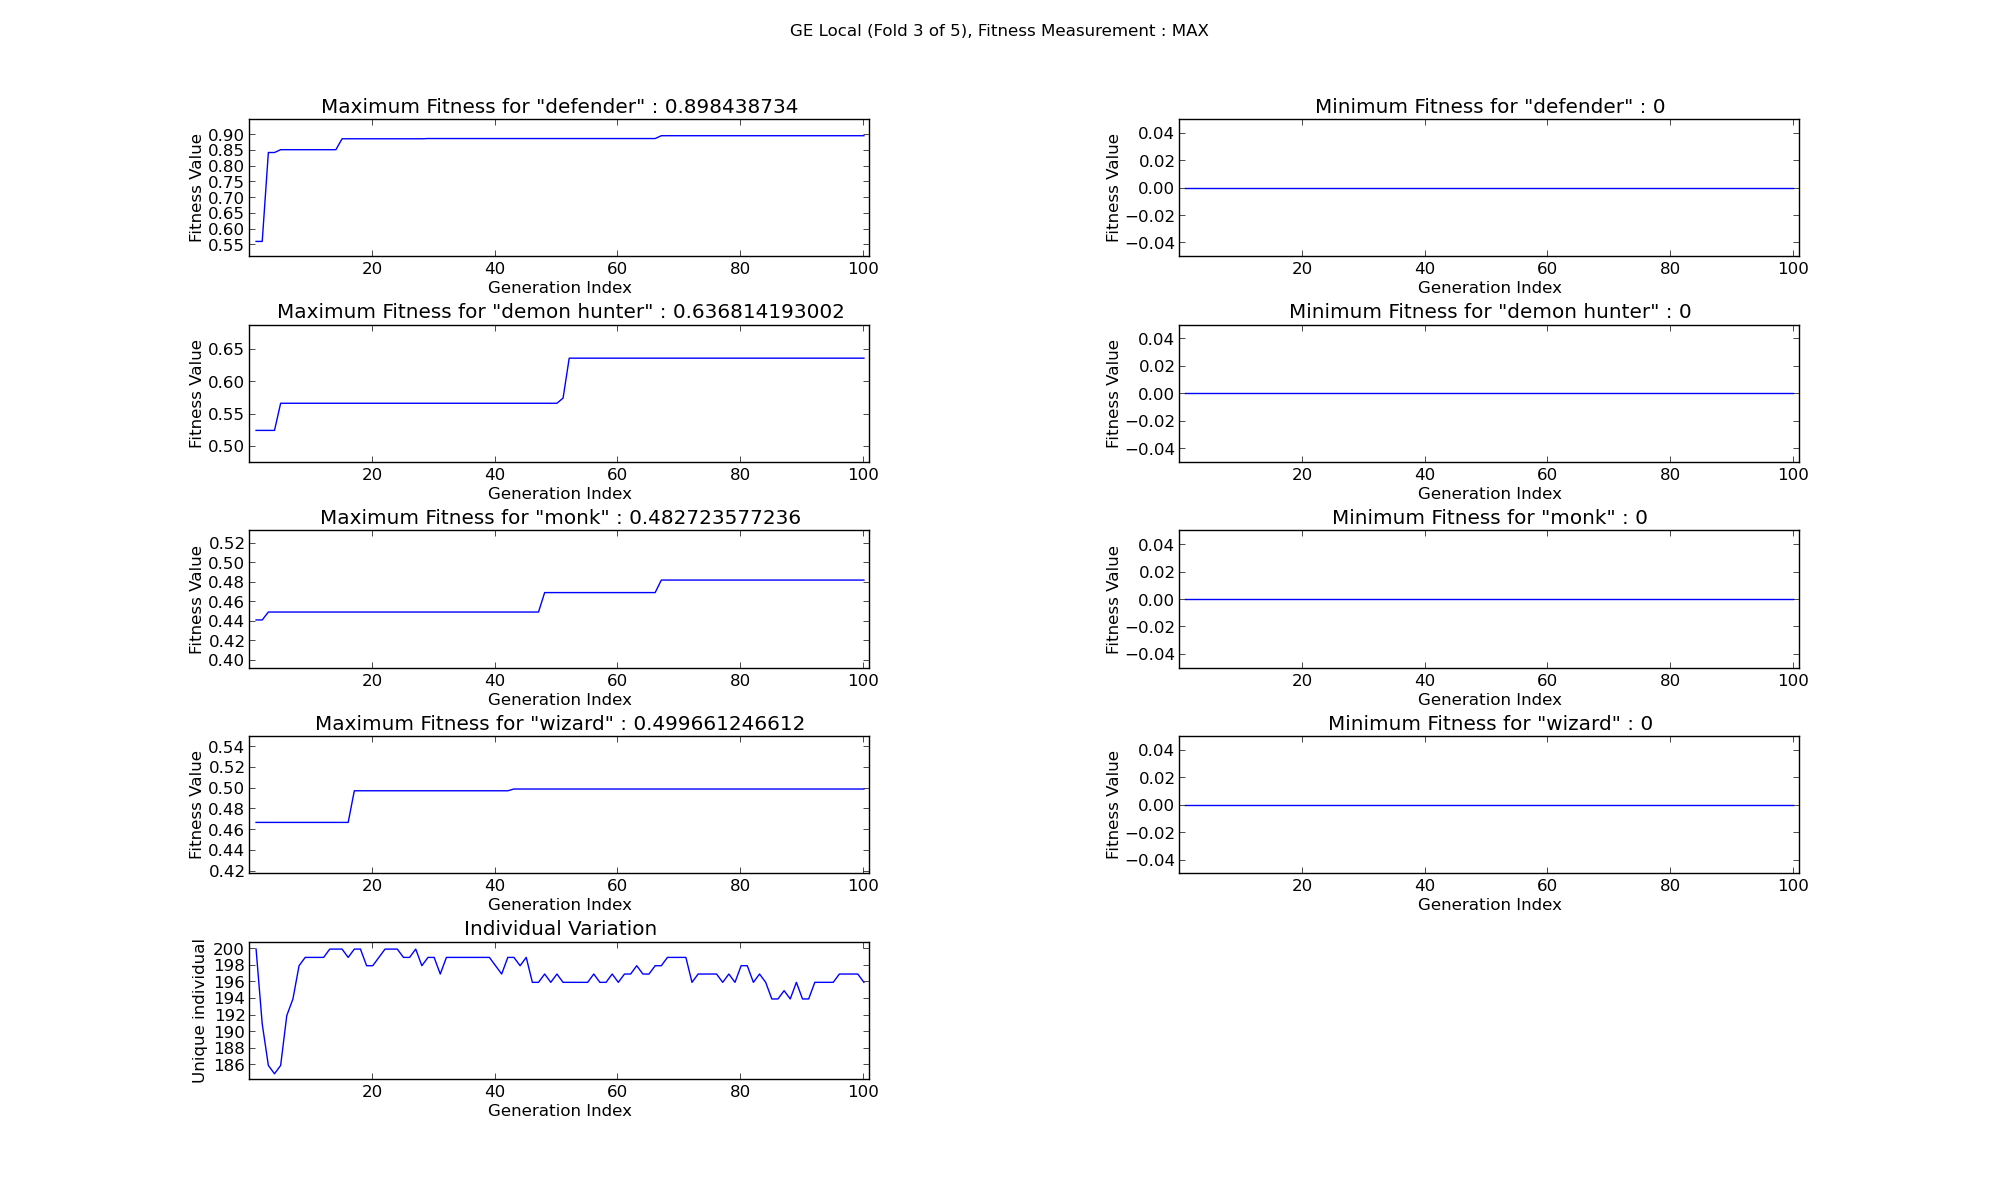 GE Local (Fold 3 of 5), Fitness Measurement : MAX
Maximum Fitness for "defender" : 0.898438734
Fitness Value
0.90
0.85
0.80
0.75
0.70
0.65
0.60
0.55
20 40 60 80 100
Generation Index
Minimum Fitness for "defender" : 0
Fitness Value
0.04
0.02
0.00
−0.02
−0.04
20 40 60 80 100
Generation Index
Maximum Fitness for "demon hunter" : 0.636814193002
Fitness Value
0.65
0.60
0.55
0.50
20 40 60 80 100
Generation Index
Minimum Fitness for "demon hunter" : 0
Fitness Value
0.04
0.02
0.00
−0.02
−0.04
20 40 60 80 100
Generation Index
Maximum Fitness for "monk" : 0.482723577236
Fitness Value
0.52
0.50
0.48
0.46
0.44
0.42
0.40
20 40 60 80 100
Generation Index
Minimum Fitness for "monk" : 0
Fitness Value
0.04
0.02
0.00
−0.02
−0.04
20 40 60 80 100
Generation Index
Maximum Fitness for "wizard" : 0.499661246612
Fitness Value
0.54
0.52
0.50
0.48
0.46
0.44
0.42
20 40 60 80 100
Generation Index
Minimum Fitness for "wizard" : 0
Fitness Value
0.04
0.02
0.00
−0.02
−0.04
20 40 60 80 100
Generation Index
Individual Variation
Unique individual
200
198
196
194
192
190
188
186
20 40 60 80 100
Generation Index